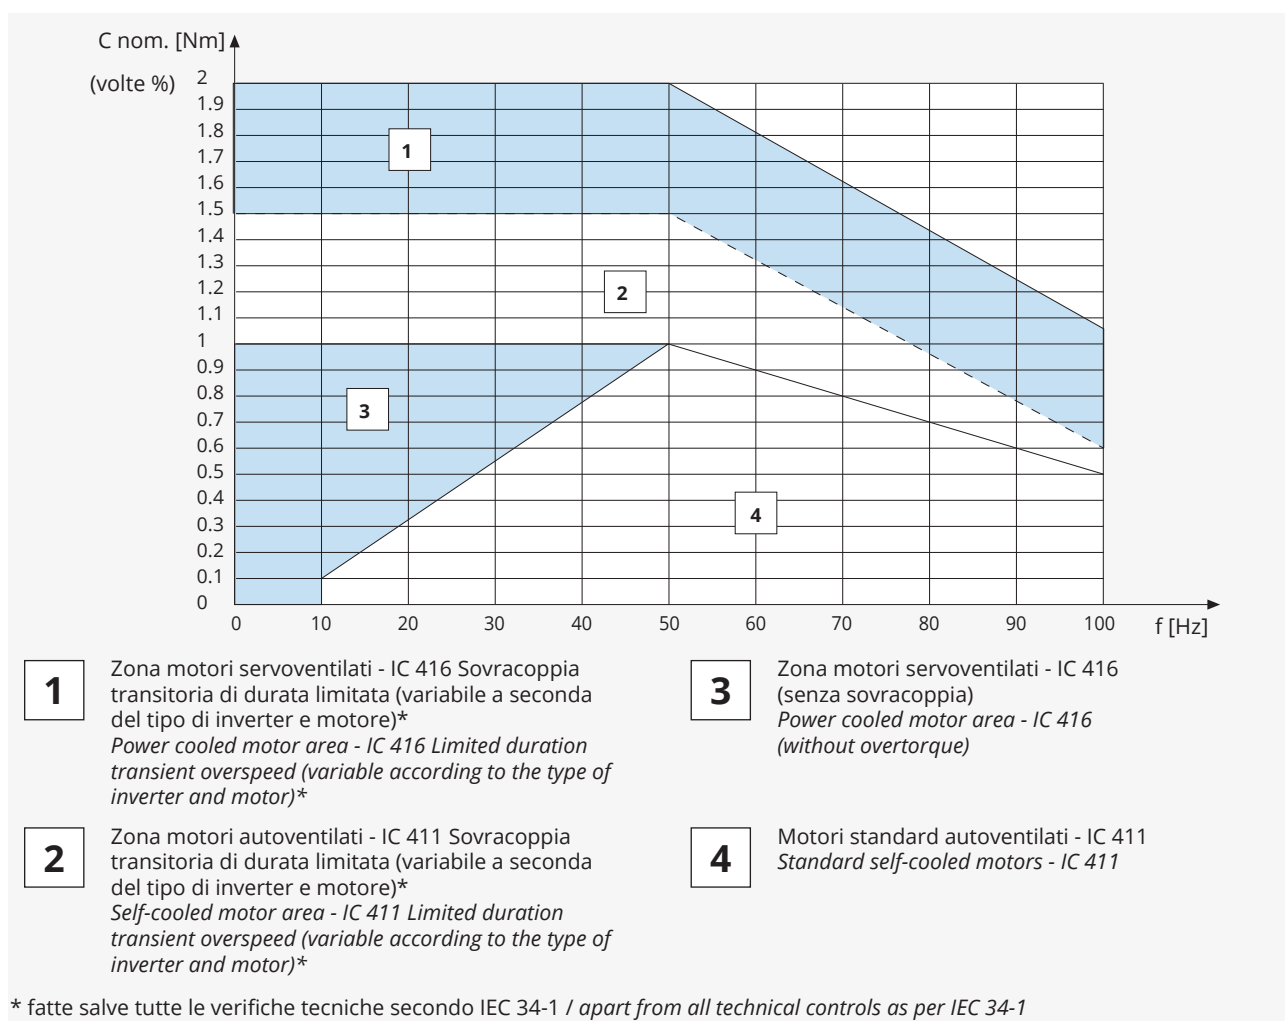 C nom. [Nm]
(volte %)
2
1.9
1.8
1.7
1.6
1.5
1.4
1.3
1.2
1.1
1
0.9
0.8
0.7
0.6
0.5
0.4
0.3
0.2
0.1
0
1
2
3
4
0 10 20 30 40 50 60 70 80 90 100
f [Hz]
1
Zona motori servoventilati - IC 416 Sovracoppia
transitoria di durata limitata (variabile a seconda
del tipo di inverter e motore)*
Power cooled motor area - IC 416 Limited duration
transient overspeed (variable according to the type of
inverter and motor)*
2
Zona motori autoventilati - IC 411 Sovracoppia
transitoria di durata limitata (variabile a seconda
del tipo di inverter e motore)*
Self-cooled motor area - IC 411 Limited duration
transient overspeed (variable according to the type of
inverter and motor)*
3
Zona motori servoventilati - IC 416
(senza sovracoppia)
Power cooled motor area - IC 416
(without overtorque)
4
Motori standard autoventilati - IC 411
Standard self-cooled motors - IC 411
* fatte salve tutte le verifiche tecniche secondo IEC 34-1 / apart from all technical controls as per IEC 34-1